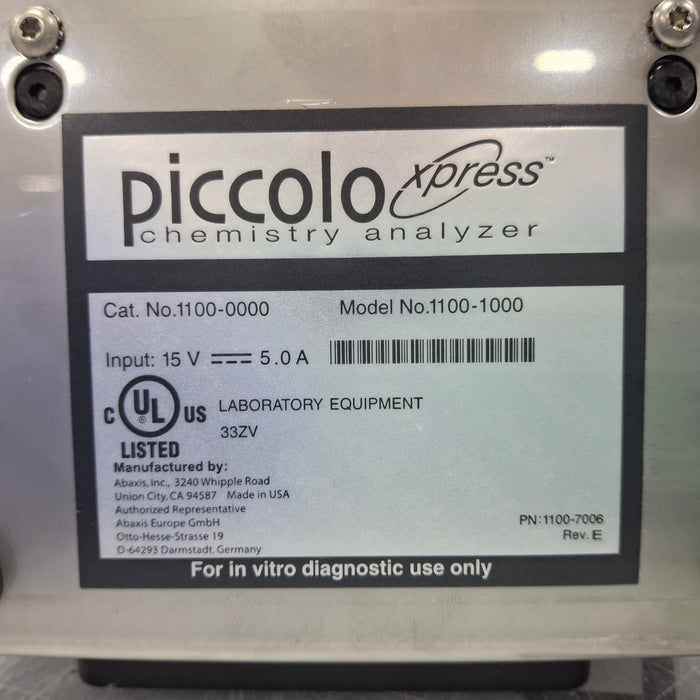 piccolo xpress™
chemistry analyzer
Cat. No.1100-0000 Model No.1100-1000
Input: 15 V ⎓ 5.0 A
C UL ® US LABORATORY EQUIPMENT
LISTED 33ZV
Manufactured by:
Abaxis, Inc., 3240 Whipple Road
Union City, CA 94587 Made in USA
Authorized Representative
Abaxis Europe GmbH
Otto-Hesse-Strasse 19
D-64293 Darmstadt, Germany
PN:1100-7006
Rev. E
For in vitro diagnostic use only